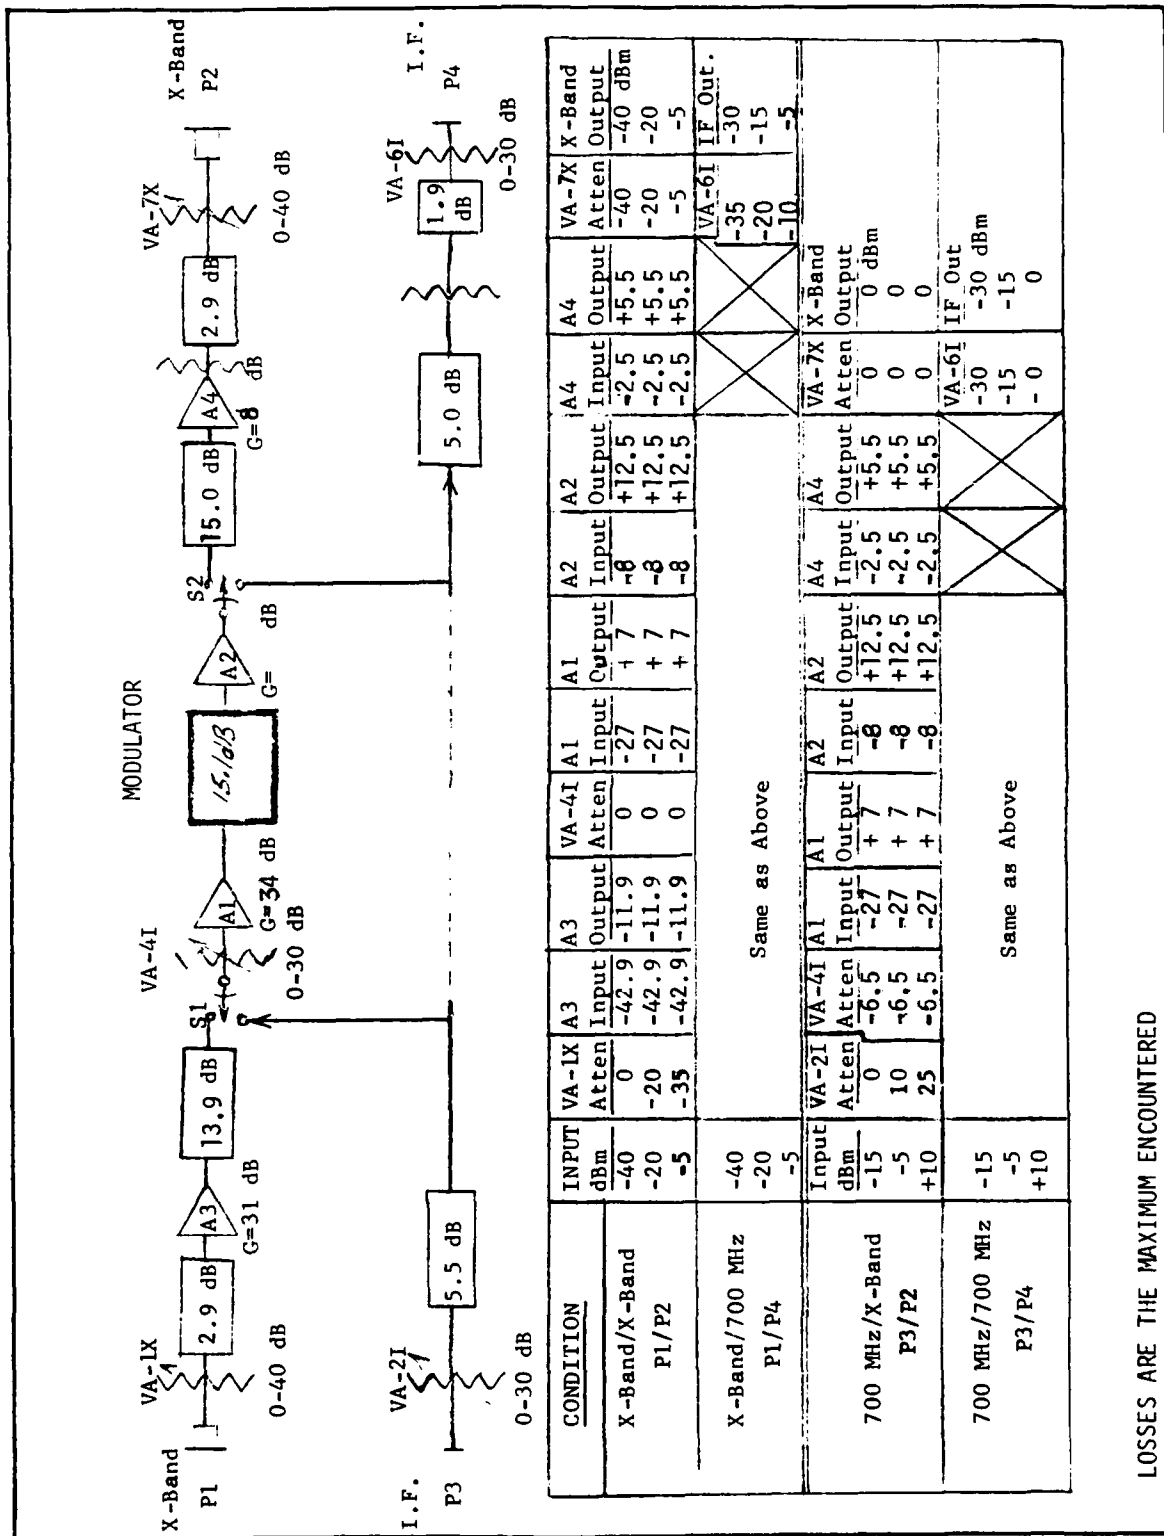 MODULATOR
X-Band
P1
VA-1X
0-40 dB
2.9 dB
A3
G=31 dB
13.9 dB
S1
VA-4I
0-30 dB
A1
G=34 dB
15.1dB
A2
G= dB
S2
15.0 dB
A4
G=8 dB
2.9 dB
VA-7X
0-40 dB
X-Band
P2
I.F.
P3
VA-2I
0-30 dB
5.5 dB
5.0 dB
1.9 dB
VA-6I
0-30 dB
I.F.
P4
CONDITION INPUT dBm VA-1X Atten A3 Input A3 Output VA-4I Atten A1 Input A1 Output A2 Input A2 Output A4 Input A4 Output VA-7X Atten X-Band Output
X-Band/X-Band -40 0 -42.9 -11.9 0 -27 + 7 -8 +12.5 -2.5 +5.5 -40 -40 dBm
P1/P2 -20 -20 -42.9 -11.9 0 -27 + 7 -8 +12.5 -2.5 +5.5 -20 -20
-5 -35 -42.9 -11.9 0 -27 + 7 -8 +12.5 -2.5 +5.5 -5 -5
VA-6I IF Out.
X-Band/700 MHz -40 Same as Above -35 -30
P1/P4 -20 -20 -15
-5 -10 -5
Input dBm VA-2I Atten VA-4I Atten A1 Input A1 Output A2 Input A2 Output A4 Input A4 Output VA-7X Atten X-Band Output
700 MHz/X-Band -15 0 -6.5 -27 + 7 -8 +12.5 -2.5 +5.5 0 0 dBm
P3/P2 -5 10 -6.5 -27 + 7 -8 +12.5 -2.5 +5.5 0 0
+10 25 -6.5 -27 + 7 -8 +12.5 -2.5 +5.5 0 0
VA-6I IF Out
700 MHz/700 MHz -15 Same as Above -30 -30 dBm
P3/P4 -5 -15 -15
+10 - 0 0
LOSSES ARE THE MAXIMUM ENCOUNTERED